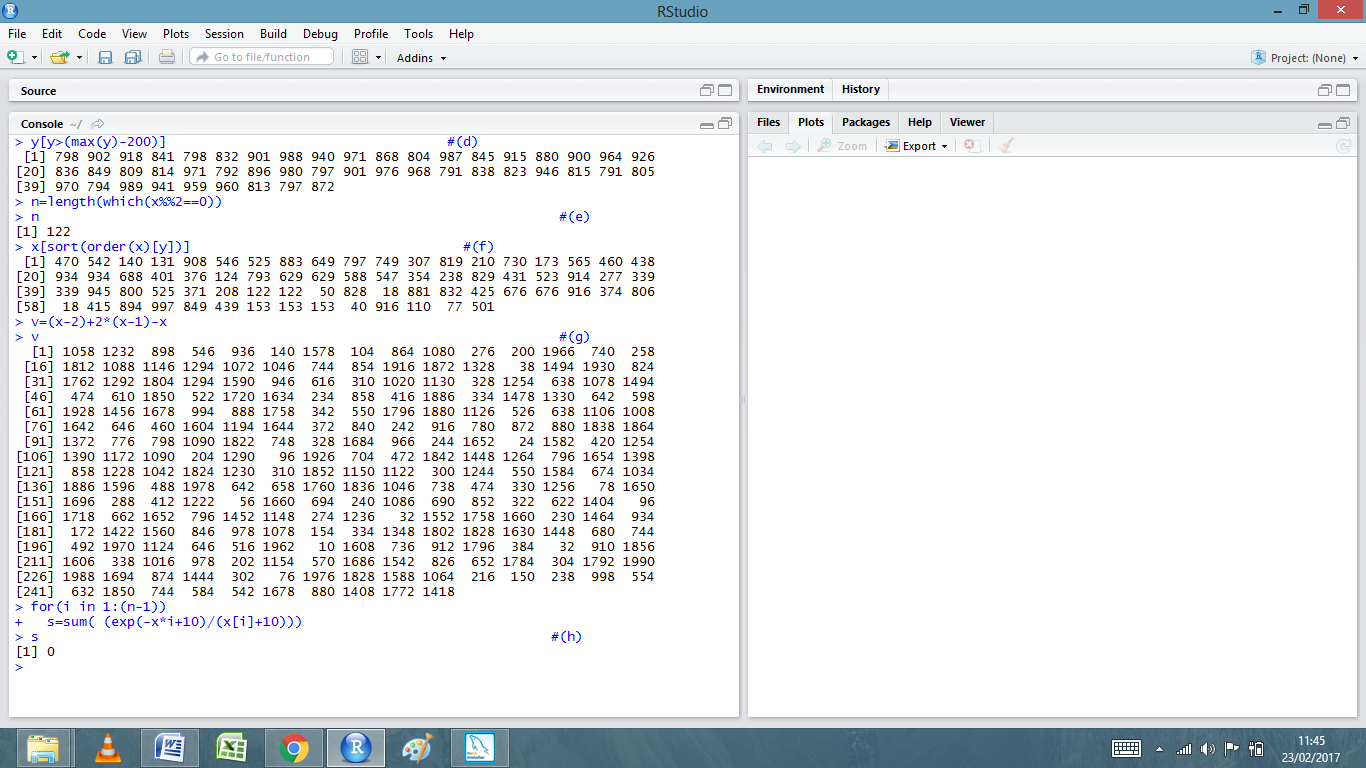 RStudio
File Edit Code View Plots Session Build Debug Profile Tools Help
Go to file/function Addins Project: (None)
Source
Console ~/
> y[y>(max(y)-200)] #(d)
[1] 798 902 918 841 798 832 901 988 940 971 868 804 987 845 915 880 900 964 926
[20] 836 849 809 814 971 792 896 980 797 901 976 968 791 838 823 946 815 791 805
[39] 970 794 989 941 959 960 813 797 872
> n=length(which(x%%2==0))
> n #(e)
[1] 122
> x[sort(order(x)[y])] #(f)
[1] 470 542 140 131 908 546 525 883 649 797 749 307 819 210 730 173 565 460 438
[20] 934 934 688 401 376 124 793 629 629 588 547 354 238 829 431 523 914 277 339
[39] 339 945 800 525 371 208 122 122 50 828 18 881 832 425 676 676 916 374 806
[58] 18 415 894 997 849 439 153 153 153 40 916 110 77 501
> v=(x-2)+2*(x-1)-x
> v #(g)
[1] 1058 1232 898 546 936 140 1578 104 864 1080 276 200 1966 740 258
[16] 1812 1088 1146 1294 1072 1046 744 854 1916 1872 1328 38 1494 1930 824
[31] 1762 1292 1804 1294 1590 946 616 310 1020 1130 328 1254 638 1078 1494
[46] 474 610 1850 522 1720 1634 234 858 416 1886 334 1478 1330 642 598
[61] 1928 1456 1678 994 888 1758 342 550 1796 1880 1126 526 638 1106 1008
[76] 1642 646 460 1604 1194 1644 372 840 242 916 780 872 880 1838 1864
[91] 1372 776 798 1090 1822 748 328 1684 966 244 1652 24 1582 420 1254
[106] 1390 1172 1090 204 1290 96 1926 704 472 1842 1448 1264 796 1654 1398
[121] 858 1228 1042 1824 1230 310 1852 1150 1122 300 1244 550 1584 674 1034
[136] 1886 1596 488 1978 642 658 1760 1836 1046 738 474 330 1256 78 1650
[151] 1696 288 412 1222 56 1660 694 240 1086 690 852 322 622 1404 96
[166] 1718 662 1652 796 1452 1148 274 1236 32 1552 1758 1660 230 1464 934
[181] 172 1422 1560 846 978 1078 154 334 1348 1802 1828 1630 1448 680 744
[196] 492 1970 1124 646 516 1962 10 1608 736 912 1796 384 32 910 1856
[211] 1606 338 1016 978 202 1154 570 1686 1542 826 652 1784 304 1792 1990
[226] 1988 1694 874 1444 302 76 1976 1828 1588 1064 216 150 238 998 554
[241] 632 1850 744 584 542 1678 880 1408 1772 1418
> for(i in 1:(n-1))
+ s=sum( (exp(-x*i+10)/(x[i]+10)))
> s #(h)
[1] 0
>
Environment History
Files Plots Packages Help Viewer
Zoom Export
11:45
23/02/2017